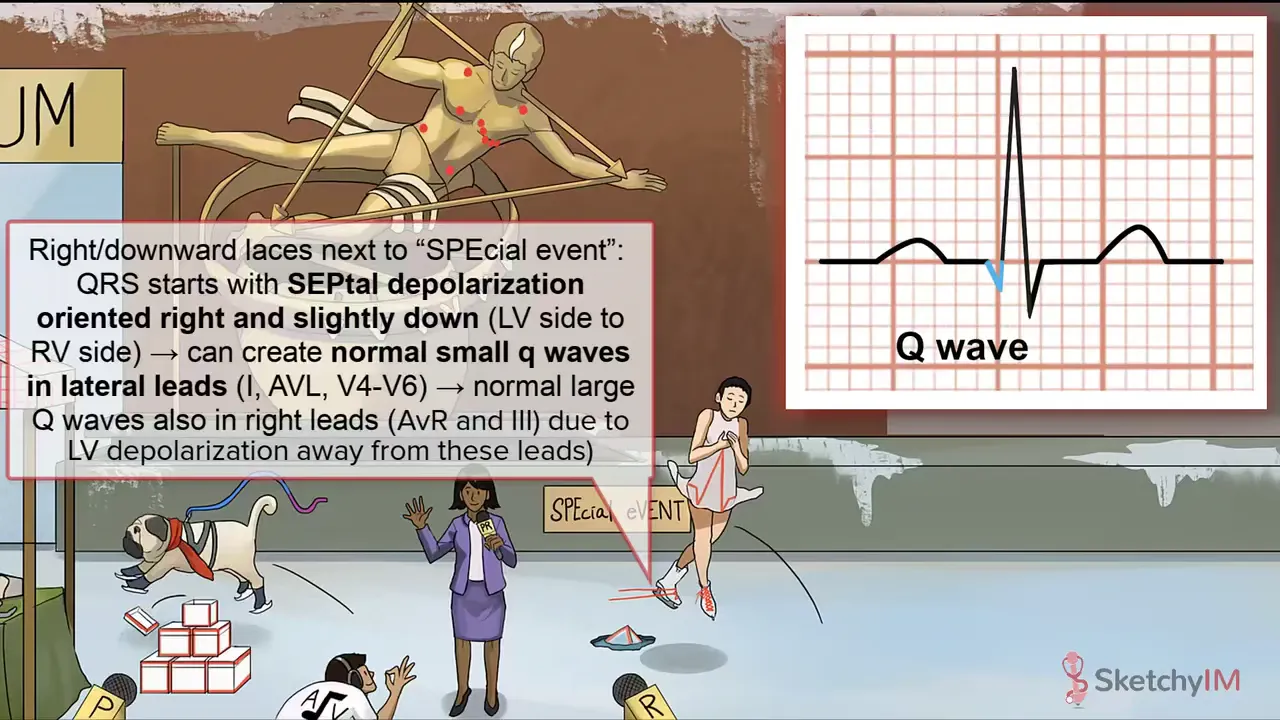 UM
Right/downward laces next to “SPEcial event”:
QRS starts with SEPtal depolarization
oriented right and slightly down (LV side to
RV side) → can create normal small q waves
in lateral leads (I, AVL, V4-V6) → normal large
Q waves also in right leads (AvR and III) due to
LV depolarization away from these leads)
Q wave
SPEcial eVENT
PR
A V
P
R
SketchyIM